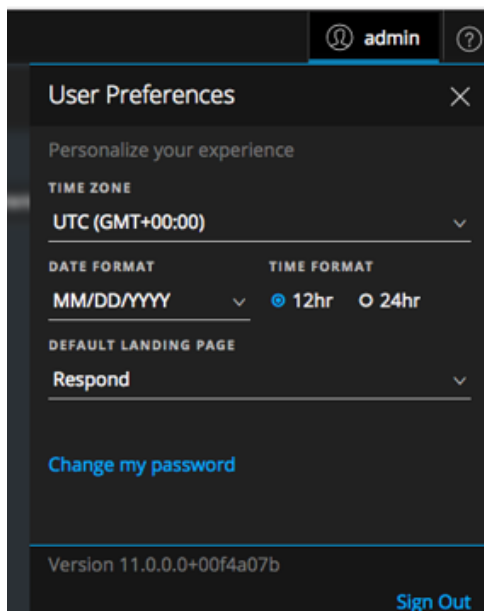 admin
User Preferences
Personalize your experience
TIME ZONE
UTC (GMT+00:00)
DATE FORMAT TIME FORMAT
MM/DD/YYYY 12hr 24hr
DEFAULT LANDING PAGE
Respond
Change my password
Version 11.0.0.0+00f4a07b
Sign Out